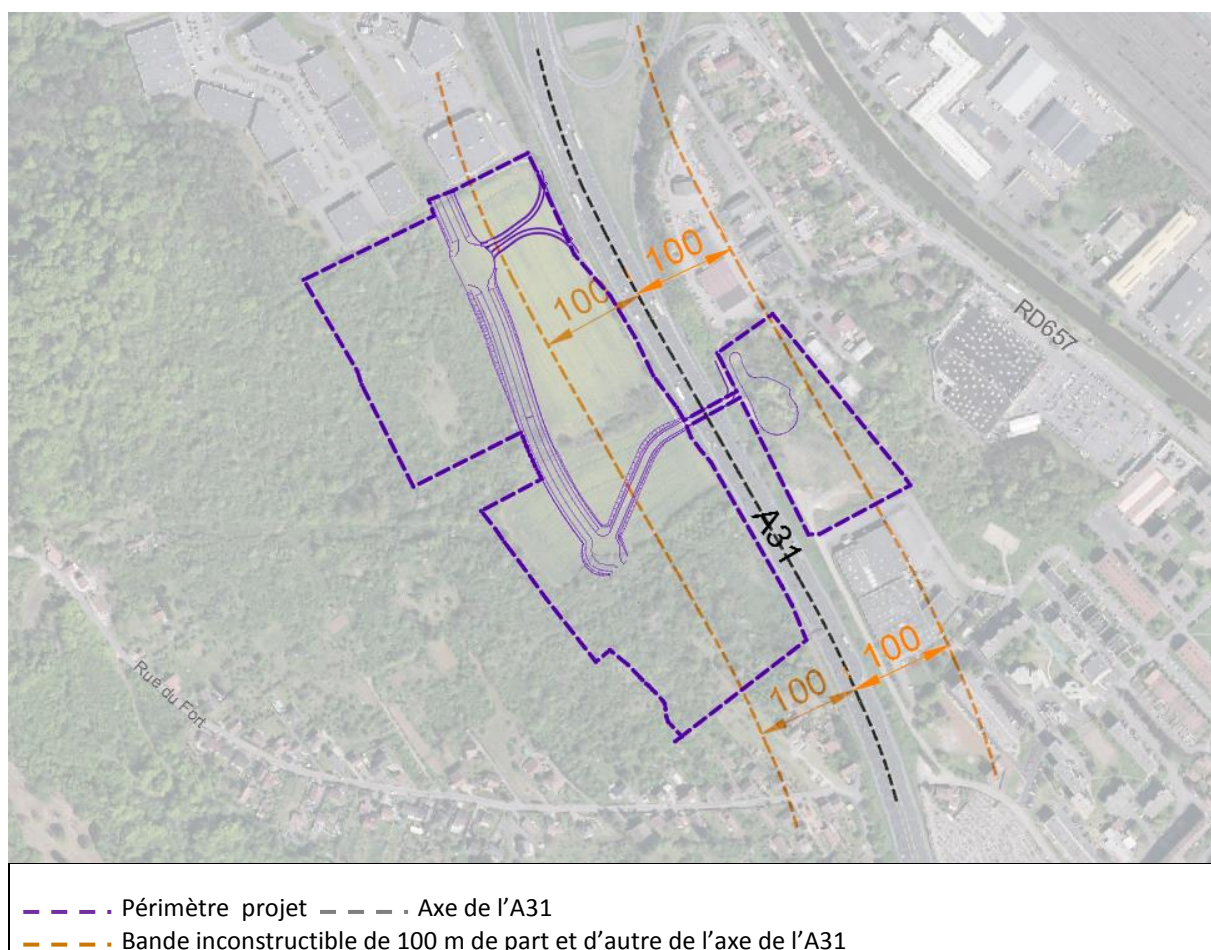 100
100
RD657
A31
100
100
Rue du Fort
Périmètre projet
Axe de l'A31
Bande inconstructible de 100 m de part et d'autre de l'axe de l'A31